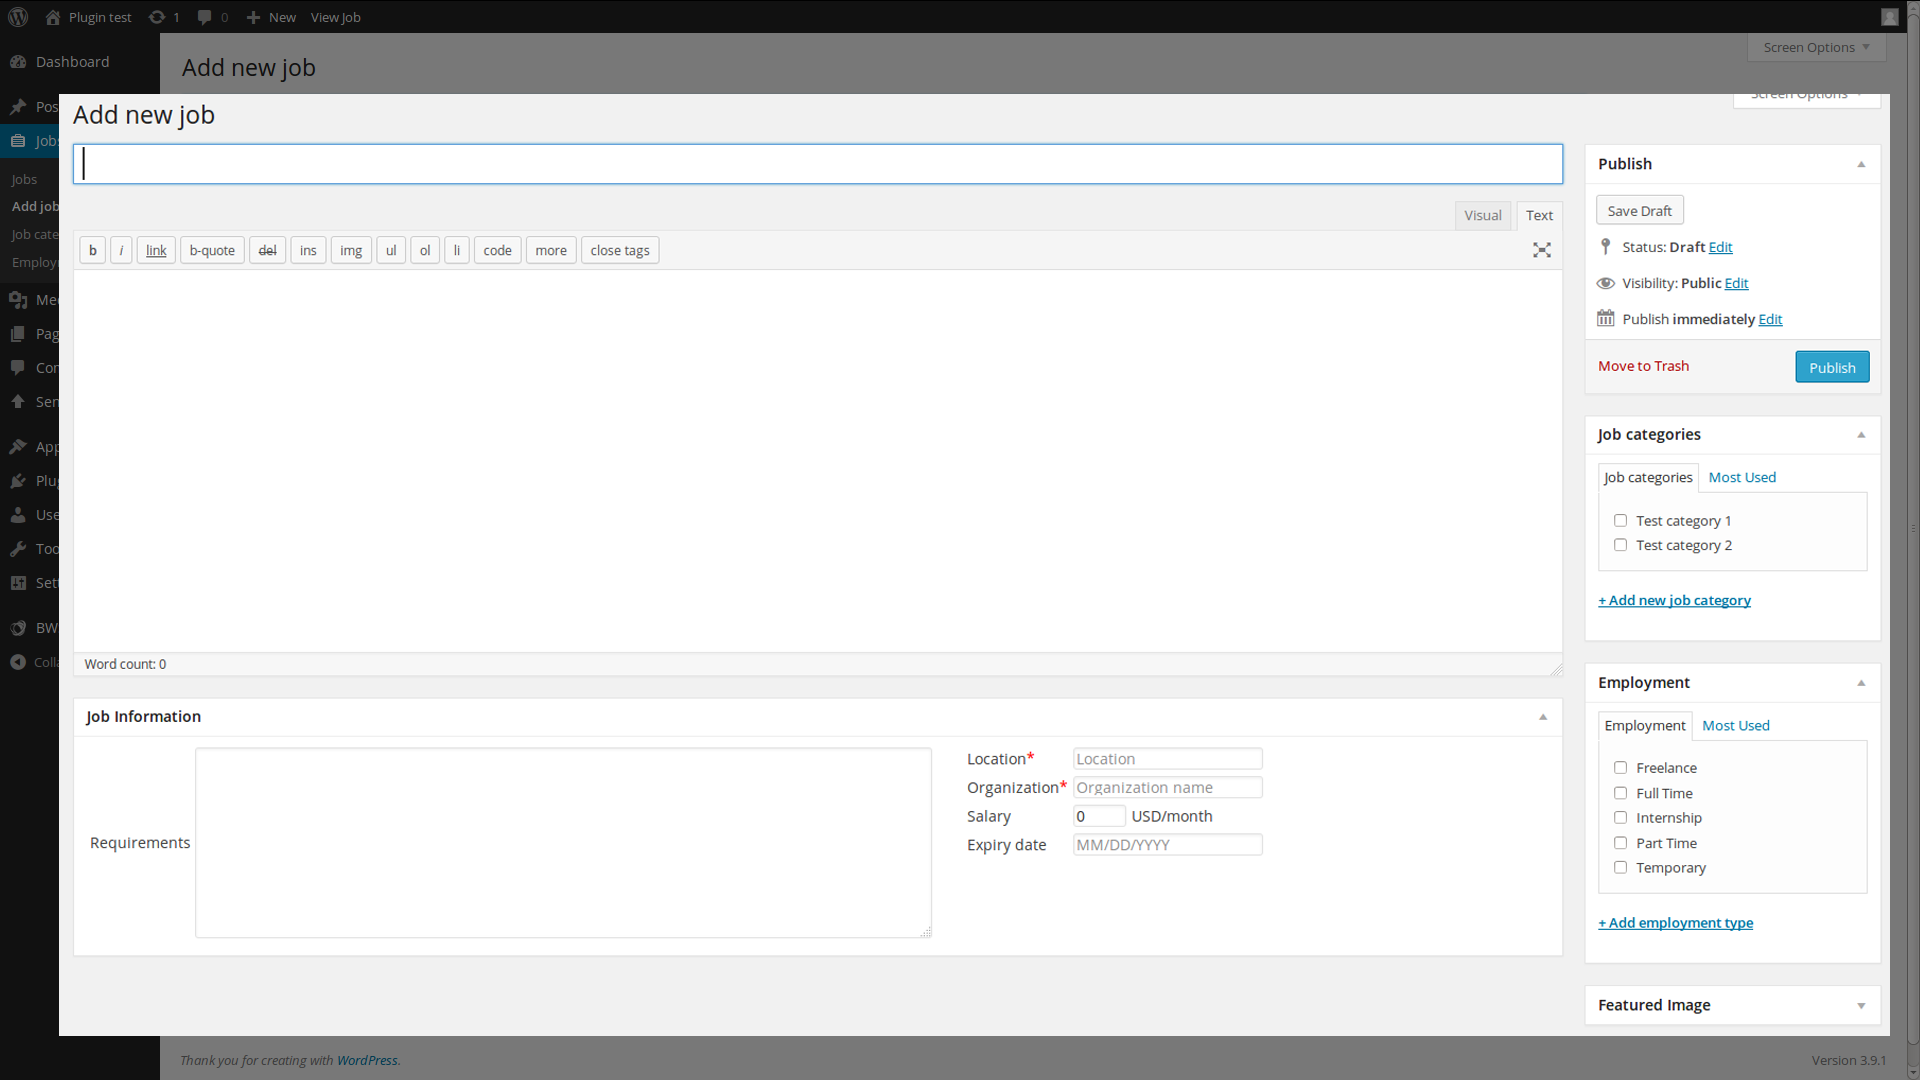 Plugin test 1 0 New View Job
Screen Options
Dashboard
Add new job
Pos
Jobs
Jobs
Add job
Job cate
Employ
Med
Pag
Cor
Sen
App
Plug
Use
Too
Sett
BW
Colla
Add new job
Screen Options
Visual Text
b i link b-quote del ins img ul ol li code more close tags
Word count: 0
Job Information
Requirements
Location* Location
Organization* Organization name
Salary 0 USD/month
Expiry date MM/DD/YYYY
Publish
Save Draft
Status: Draft Edit
Visibility: Public Edit
Publish immediately Edit
Move to Trash Publish
Job categories
Job categories Most Used
Test category 1
Test category 2
+ Add new job category
Employment
Employment Most Used
Freelance
Full Time
Internship
Part Time
Temporary
+ Add employment type
Featured Image
Thank you for creating with WordPress.
Version 3.9.1